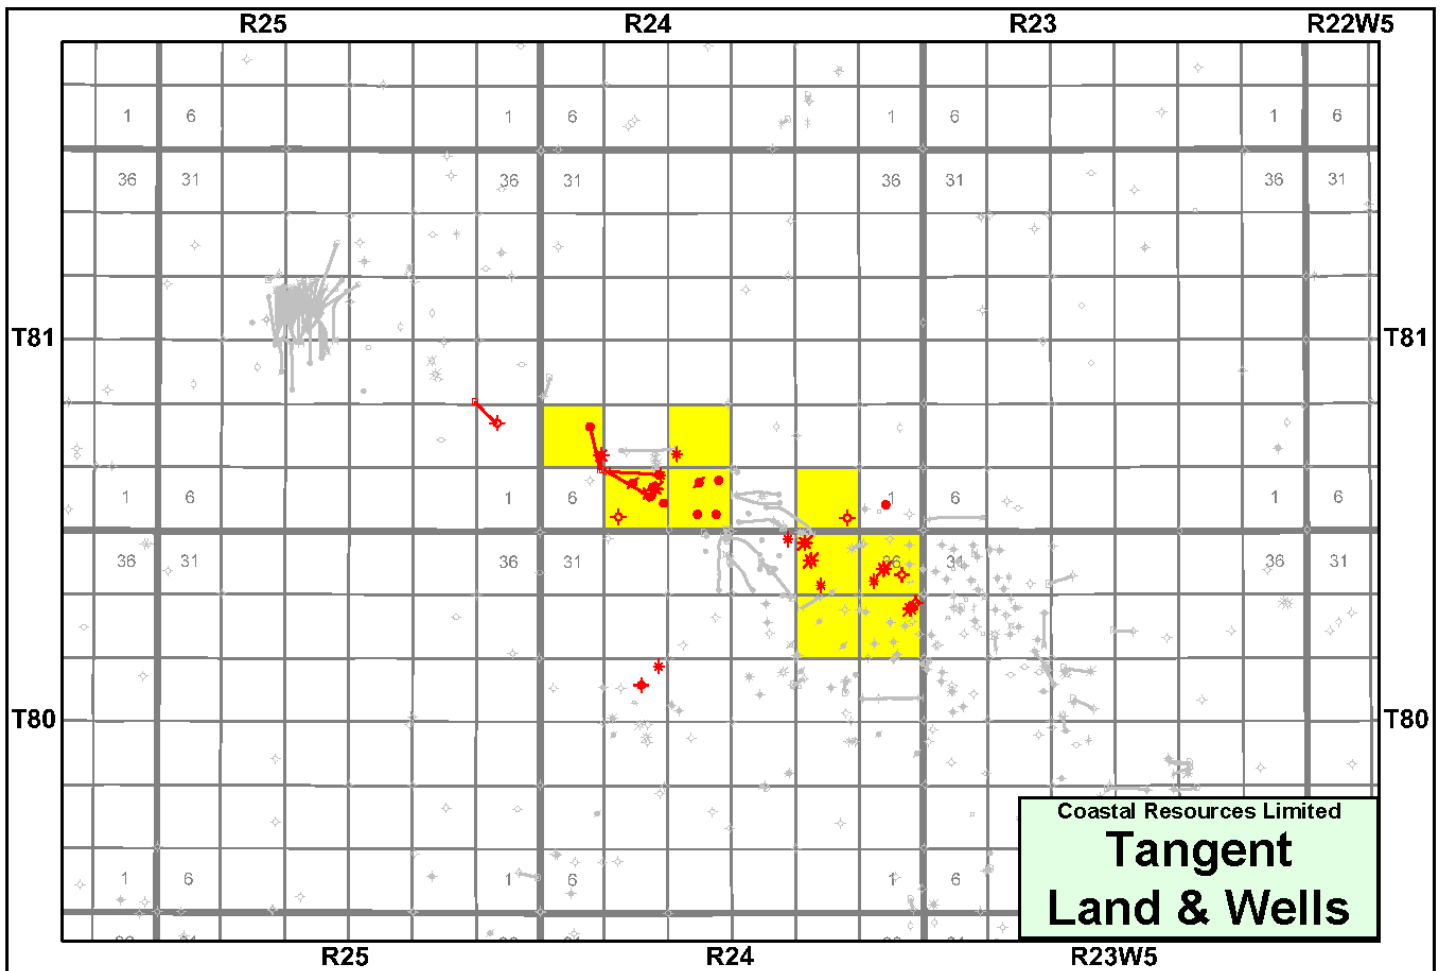 R25 R24 R23 R22W5
1 6 1 6 1 6 1 6
36 31 36 31 36 31 36 31
T81 T81
1 6 1 6 1 6 1 6
36 31 36 31 36 31 36 31
T80 T80
Coastal Resources Limited
Tangent
Land & Wells
1 6 1 6 1 6
R25 R24 R23W5